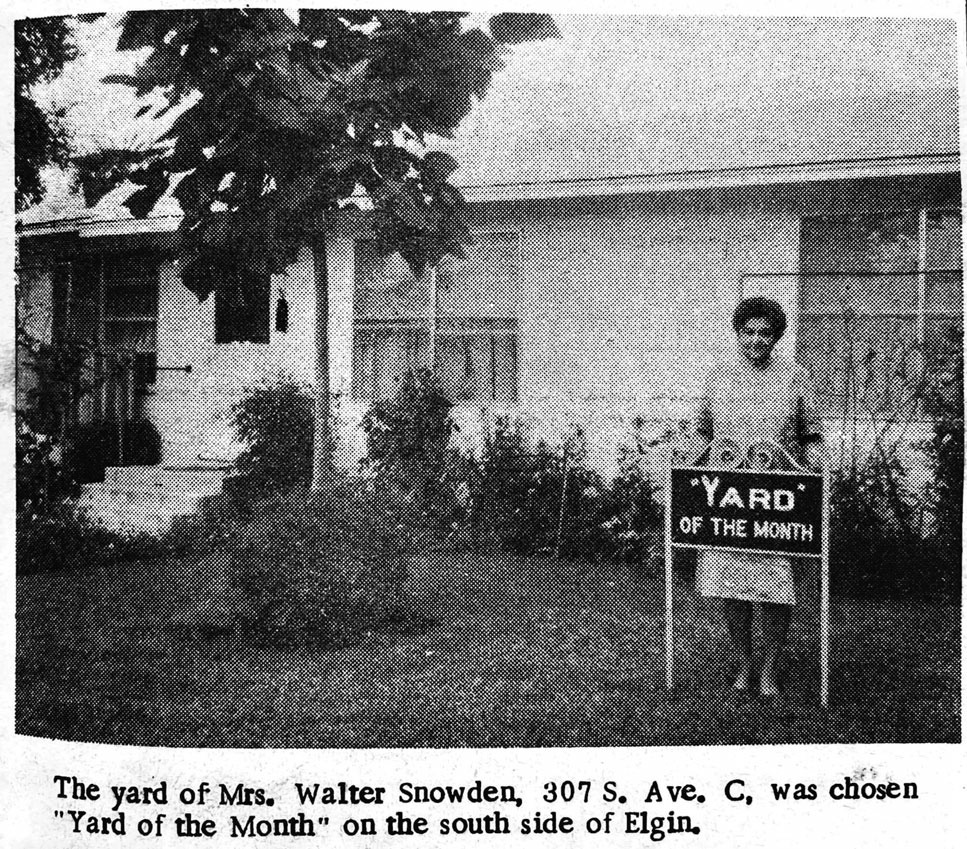 "YARD"
OF THE MONTH
The yard of Mrs. Walter Snowden, 307 S. Ave. C, was chosen
"Yard of the Month" on the south side of Elgin.